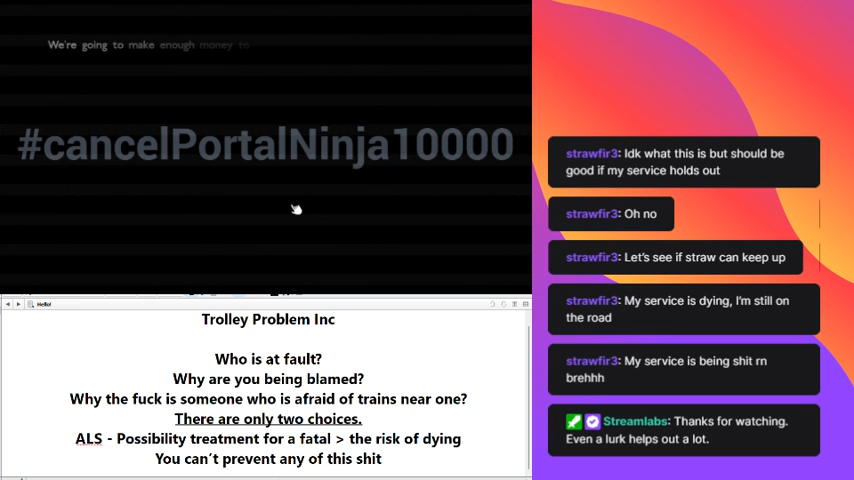 We're going to make enough money to
#cancelPortalNinja10000
Hello!
Trolley Problem Inc
Who is at fault?
Why are you being blamed?
Why the fuck is someone who is afraid of trains near one?
There are only two choices.
ALS - Possibility treatment for a fatal > the risk of dying
You can't prevent any of this shit
strawfir3: Idk what this is but should be
good if my service holds out
strawfir3: Oh no
strawfir3: Let's see if straw can keep up
strawfir3: My service is dying, I'm still on
the road
strawfir3: My service is being shit rn
brehhh
Streamlabs: Thanks for watching.
Even a lurk helps out a lot.